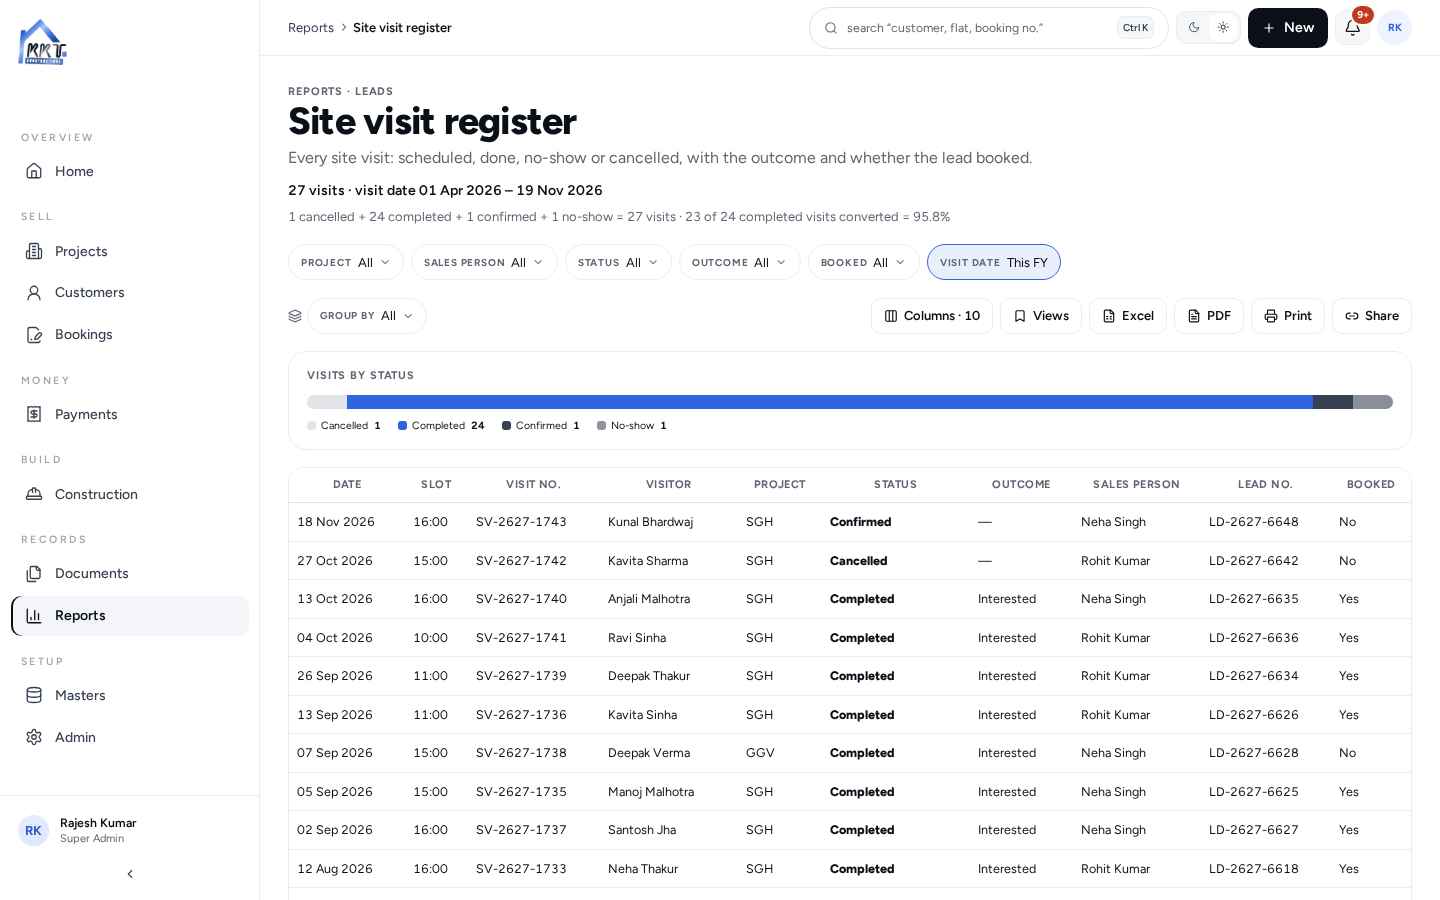 RKT
CONSTRUCTIONS
Reports > Site visit register
search “customer, flat, booking no.”
Ctrl K
+ New
9+
RK
OVERVIEW
Home
SELL
Projects
Customers
Bookings
MONEY
Payments
BUILD
Construction
RECORDS
Documents
Reports
SETUP
Masters
Admin
RK
Rajesh Kumar
Super Admin
REPORTS · LEADS
Site visit register
Every site visit: scheduled, done, no-show or cancelled, with the outcome and whether the lead booked.
27 visits · visit date 01 Apr 2026 – 19 Nov 2026
1 cancelled + 24 completed + 1 confirmed + 1 no-show = 27 visits · 23 of 24 completed visits converted = 95.8%
PROJECT All SALES PERSON All STATUS All OUTCOME All BOOKED All VISIT DATE This FY
GROUP BY All Columns · 10 Views Excel PDF Print Share
VISITS BY STATUS
Cancelled 1 Completed 24 Confirmed 1 No-show 1
DATE SLOT VISIT NO. VISITOR PROJECT STATUS OUTCOME SALES PERSON LEAD NO. BOOKED
18 Nov 2026 16:00 SV-2627-1743 Kunal Bhardwaj SGH Confirmed — Neha Singh LD-2627-6648 No
27 Oct 2026 15:00 SV-2627-1742 Kavita Sharma SGH Cancelled — Rohit Kumar LD-2627-6642 No
13 Oct 2026 16:00 SV-2627-1740 Anjali Malhotra SGH Completed Interested Neha Singh LD-2627-6635 Yes
04 Oct 2026 10:00 SV-2627-1741 Ravi Sinha SGH Completed Interested Rohit Kumar LD-2627-6636 Yes
26 Sep 2026 11:00 SV-2627-1739 Deepak Thakur SGH Completed Interested Rohit Kumar LD-2627-6634 Yes
13 Sep 2026 11:00 SV-2627-1736 Kavita Sinha SGH Completed Interested Rohit Kumar LD-2627-6626 Yes
07 Sep 2026 15:00 SV-2627-1738 Deepak Verma GGV Completed Interested Neha Singh LD-2627-6628 No
05 Sep 2026 15:00 SV-2627-1735 Manoj Malhotra SGH Completed Interested Neha Singh LD-2627-6625 Yes
02 Sep 2026 16:00 SV-2627-1737 Santosh Jha SGH Completed Interested Neha Singh LD-2627-6627 Yes
12 Aug 2026 16:00 SV-2627-1733 Neha Thakur SGH Completed Interested Rohit Kumar LD-2627-6618 Yes